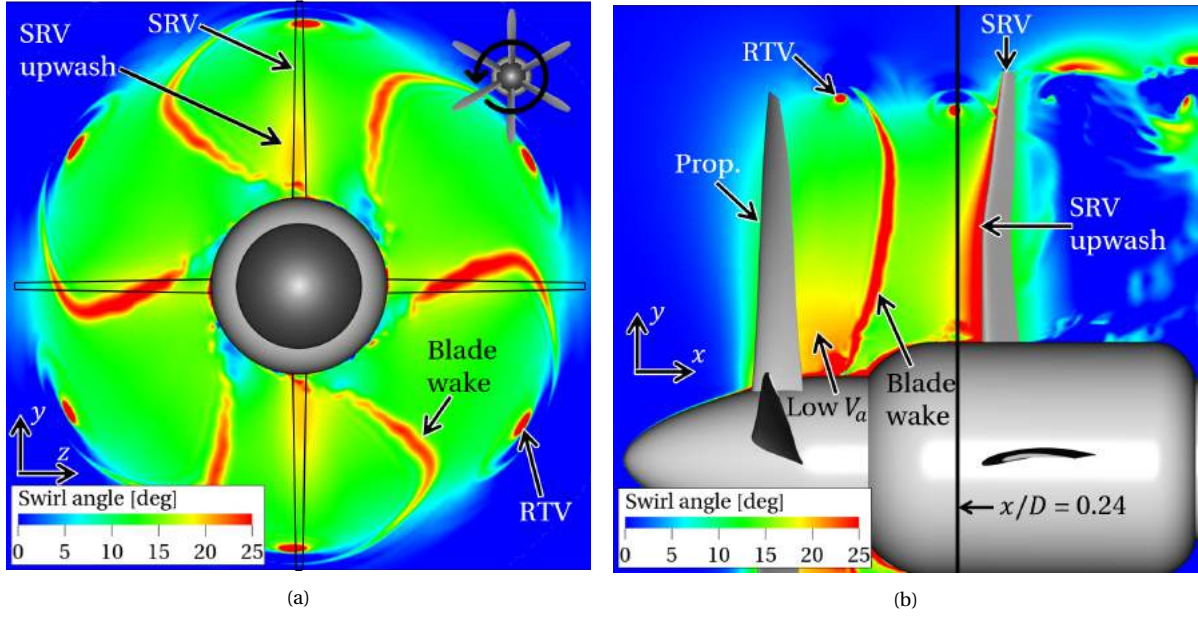 SRV
SRV
upwash
Blade
wake
y
z
RTV
Swirl angle [deg]
0 5 10 15 20 25
(a)
SRV
RTV
Prop.
SRV
upwash
y
x
Low Va
Blade
wake
x/D = 0.24
Swirl angle [deg]
0 5 10 15 20 25
(b)